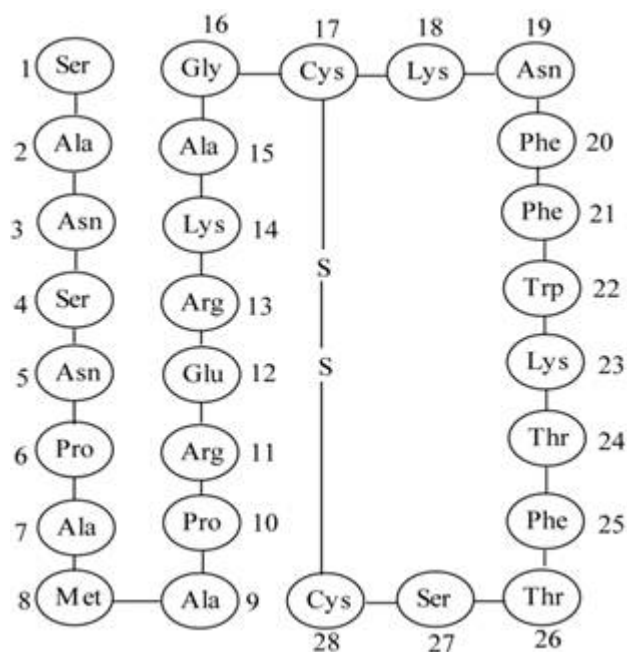 16 17 18 19
1 Ser Gly Cys Lys Asn
2 Ala Ala 15 Phe 20
3 Asn Lys 14 Phe 21
S
4 Ser Arg 13 Trp 22
5 Asn Glu 12 S Lys 23
6 Pro Arg 11 Thr 24
7 Ala Pro 10 Phe 25
8 Met Ala 9 Cys Ser Thr
28 27 26